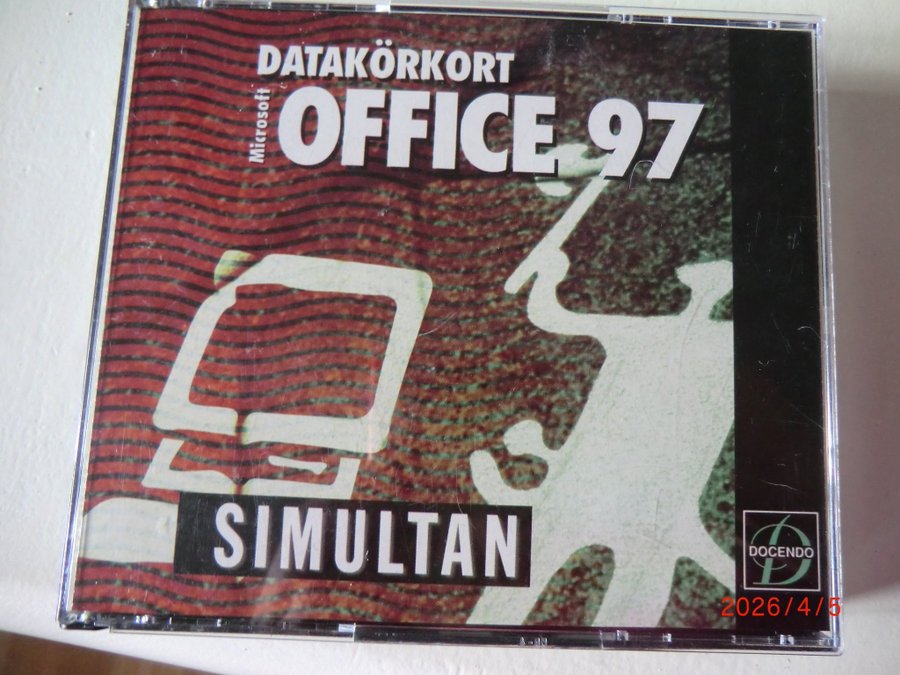 DATAKÖRKORT
Microsoft
OFFICE 97
SIMULTAN
DOCENDO
2026/4/5